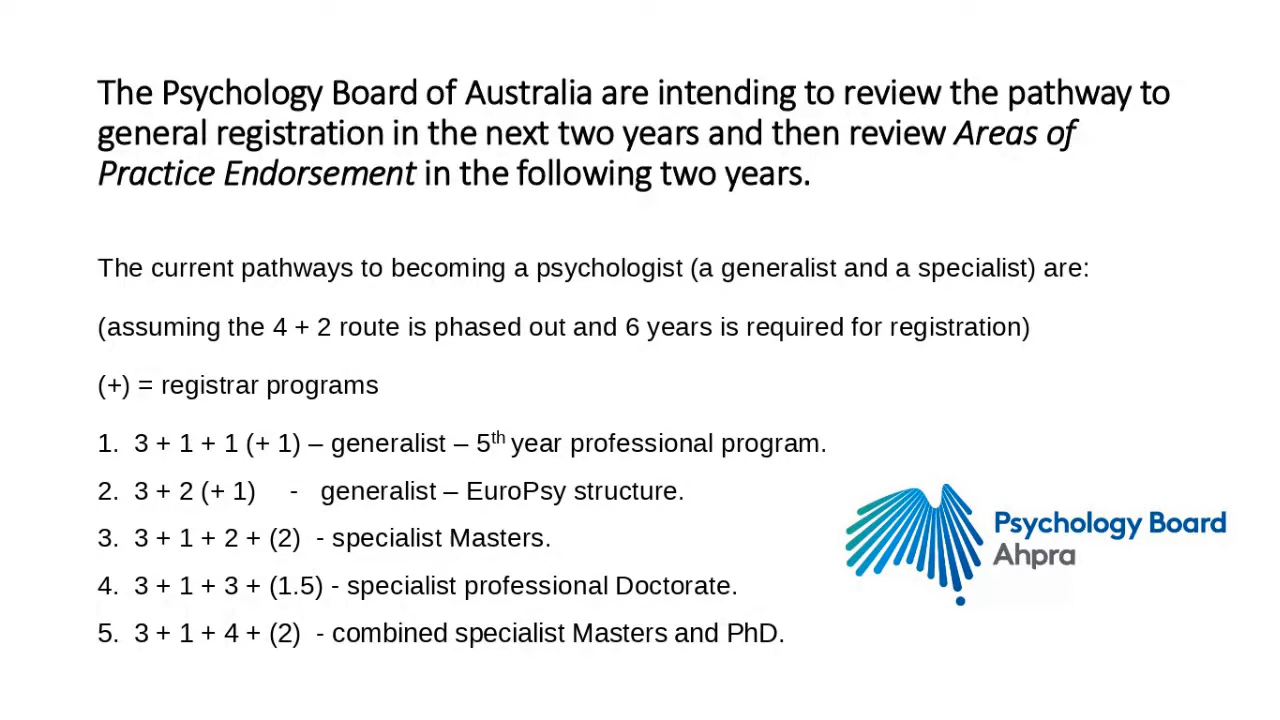 The Psychology Board of Australia are intending to review the pathway to
general registration in the next two years and then review Areas of
Practice Endorsement in the following two years.
The current pathways to becoming a psychologist (a generalist and a specialist) are:
(assuming the 4 + 2 route is phased out and 6 years is required for registration)
(+) = registrar programs
1. 3 + 1 + 1 (+ 1) – generalist – 5th year professional program.
2. 3 + 2 (+ 1) - generalist – EuroPsy structure.
3. 3 + 1 + 2 + (2) - specialist Masters.
4. 3 + 1 + 3 + (1.5) - specialist professional Doctorate.
5. 3 + 1 + 4 + (2) - combined specialist Masters and PhD.
Psychology Board
Ahpra